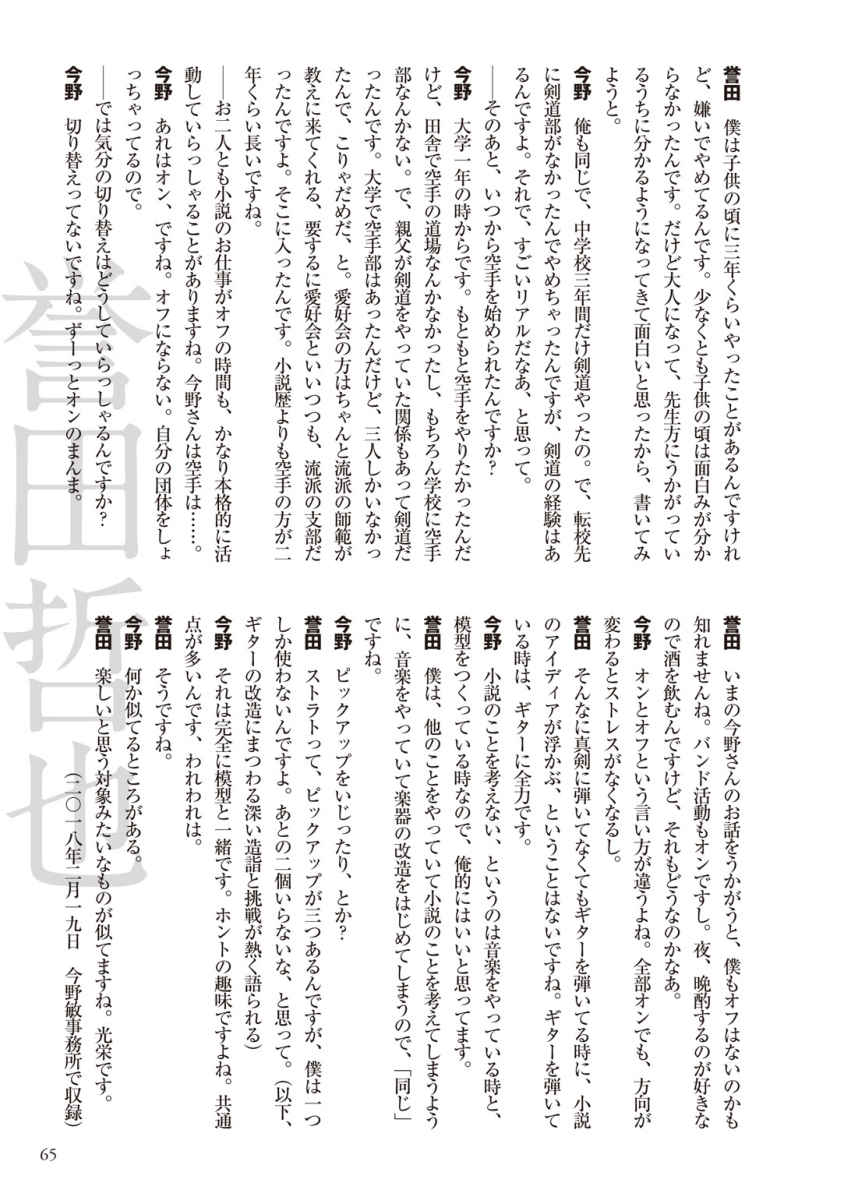 誉田　僕は子供の頃に三年くらいやったことがあるんですけれ
ど、嫌いでやめてるんです。少なくとも子供の頃は面白みが分か
らなかったんです。だけど大人になって、先生方にうかがってい
るうちに分かるようになってきて面白いと思ったから、書いてみ
ようと。
今野　俺も同じで、中学校三年間だけ剣道やったの。で、転校先
に剣道部がなかったんでやめちゃったんですが、剣道の経験はあ
るんですよ。それで、すごいリアルだなあ、と思って。
――そのあと、いつから空手を始められたんですか？
今野　大学一年の時からです。もともと空手をやりたかったんだ
けど、田舎で空手の道場なんかなかったし、もちろん学校に空手
部なんかない。で、親父が剣道をやっていた関係もあって剣道だ
ったんです。大学で空手部はあったんだけど、三人しかいなかっ
たんで、こりゃだめだ、と。愛好会の方はちゃんと流派の師範が
教えに来てくれる、要するに愛好会といいつつも、流派の支部だ
ったんですよ。そこに入ったんです。小説歴よりも空手の方が二
年くらい長いですね。
――お二人とも小説のお仕事がオフの時間も、かなり本格的に活
動していらっしゃることがありますね。今野さんは空手は……。
今野　あれはオン、ですね。オフにならない。自分の団体をしょ
っちゃってるので。
――では気分の切り替えはどうしていらっしゃるんですか？
今野　切り替えってないですね。ずーっとオンのまんま。
誉田　いまの今野さんのお話をうかがうと、僕もオフはないのかも
知れませんね。バンド活動もオンですし。夜、晩酌するのが好きな
ので酒を飲むんですけど、それもどうなのかなあ。
今野　オンとオフという言い方が違うよね。全部オンでも、方向が
変わるとストレスがなくなるし。
誉田　そんなに真剣に弾いてなくてもギターを弾いてる時に、小説
のアイディアが浮かぶ、ということはないですね。ギターを弾いて
いる時は、ギターに全力です。
今野　小説のことを考えない、というのは音楽をやっている時と、
模型をつくっている時なので、俺的にはいいと思ってます。
誉田　僕は、他のことをやっていて小説のことを考えてしまうよう
に、音楽をやっていて楽器の改造をはじめてしまうので、「同じ」
ですね。
今野　ピックアップをいじったり、とか？
誉田　ストラトって、ピックアップが三つあるんですが、僕は一つ
しか使わないんですよ。あとの二個いらないな、と思って。（以下、
ギターの改造にまつわる深い造詣と挑戦が熱く語られる）
今野　それは完全に模型と一緒です。ホントの趣味ですよね。共通
点が多いんです、われわれは。
誉田　そうですね。
今野　何か似てるところがある。
誉田　楽しいと思う対象みたいなものが似てますね。光栄です。
（二〇一八年二月一九日　今野敏事務所で収録）
誉田哲也
65